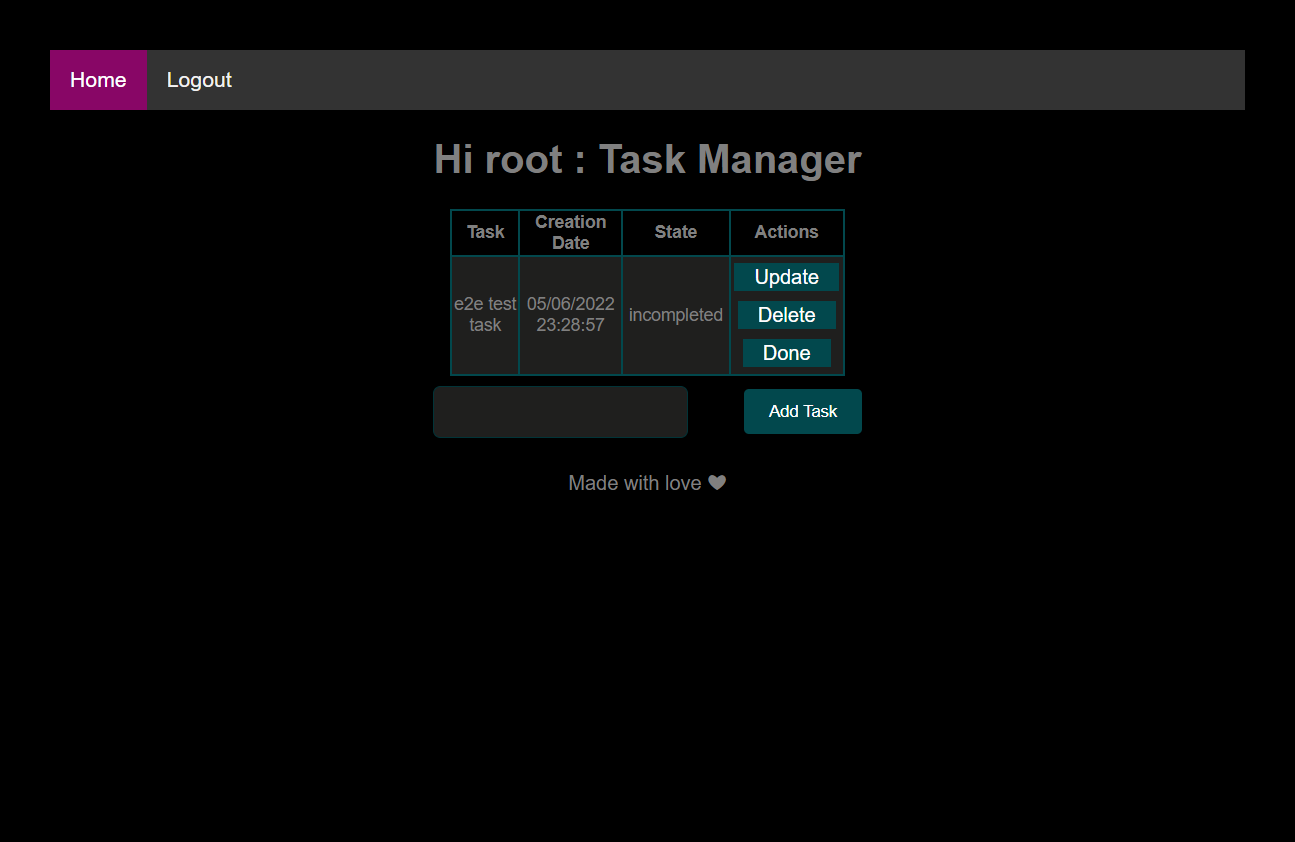 Home Logout
Hi root : Task Manager
Task Creation Date State Actions
e2e test task 05/06/2022 23:28:57 incompleted Update
Delete
Done
Add Task
Made with love ♥